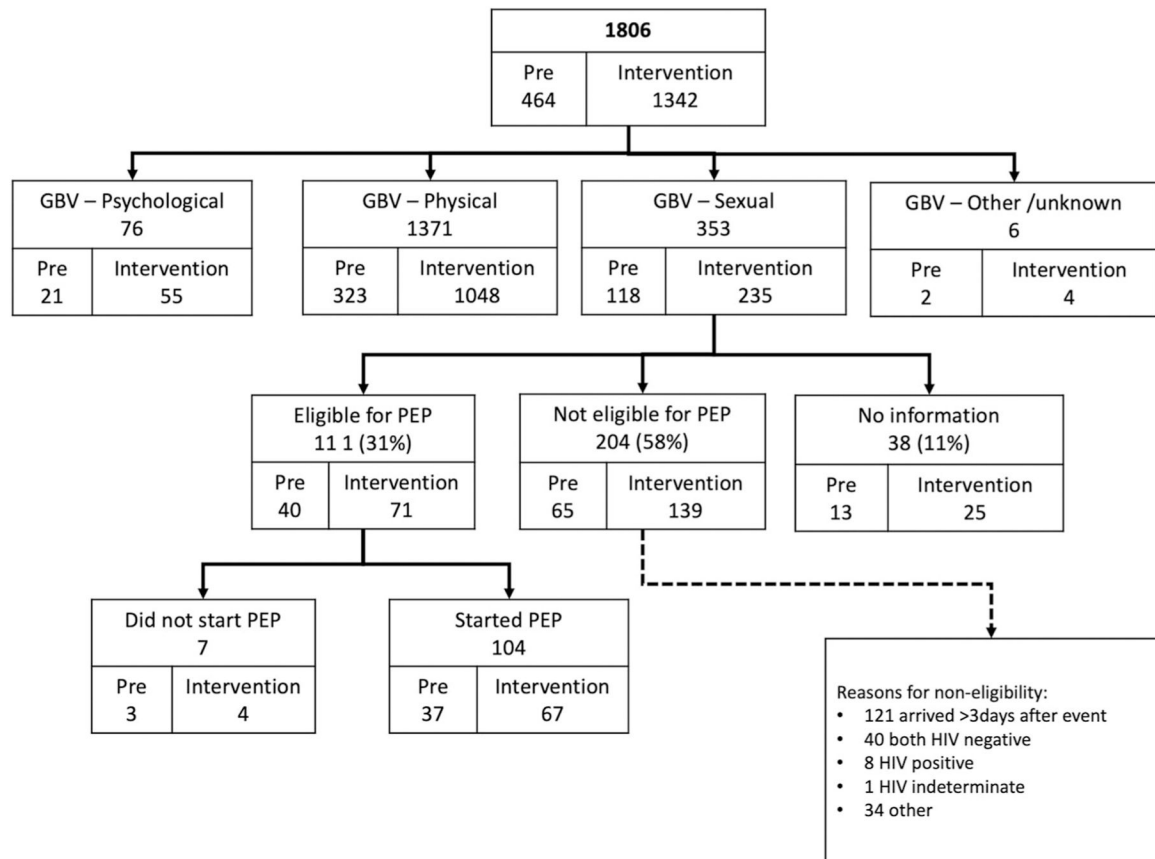 1806
Pre
464
Intervention
1342
GBV – Psychological
76
Pre
21
Intervention
55
GBV – Physical
1371
Pre
323
Intervention
1048
GBV – Sexual
353
Pre
118
Intervention
235
GBV – Other /unknown
6
Pre
2
Intervention
4
Eligible for PEP
11 1 (31%)
Pre
40
Intervention
71
Not eligible for PEP
204 (58%)
Pre
65
Intervention
139
No information
38 (11%)
Pre
13
Intervention
25
Did not start PEP
7
Pre
3
Intervention
4
Started PEP
104
Pre
37
Intervention
67
Reasons for non-eligibility:
• 121 arrived >3days after event
• 40 both HIV negative
• 8 HIV positive
• 1 HIV indeterminate
• 34 other